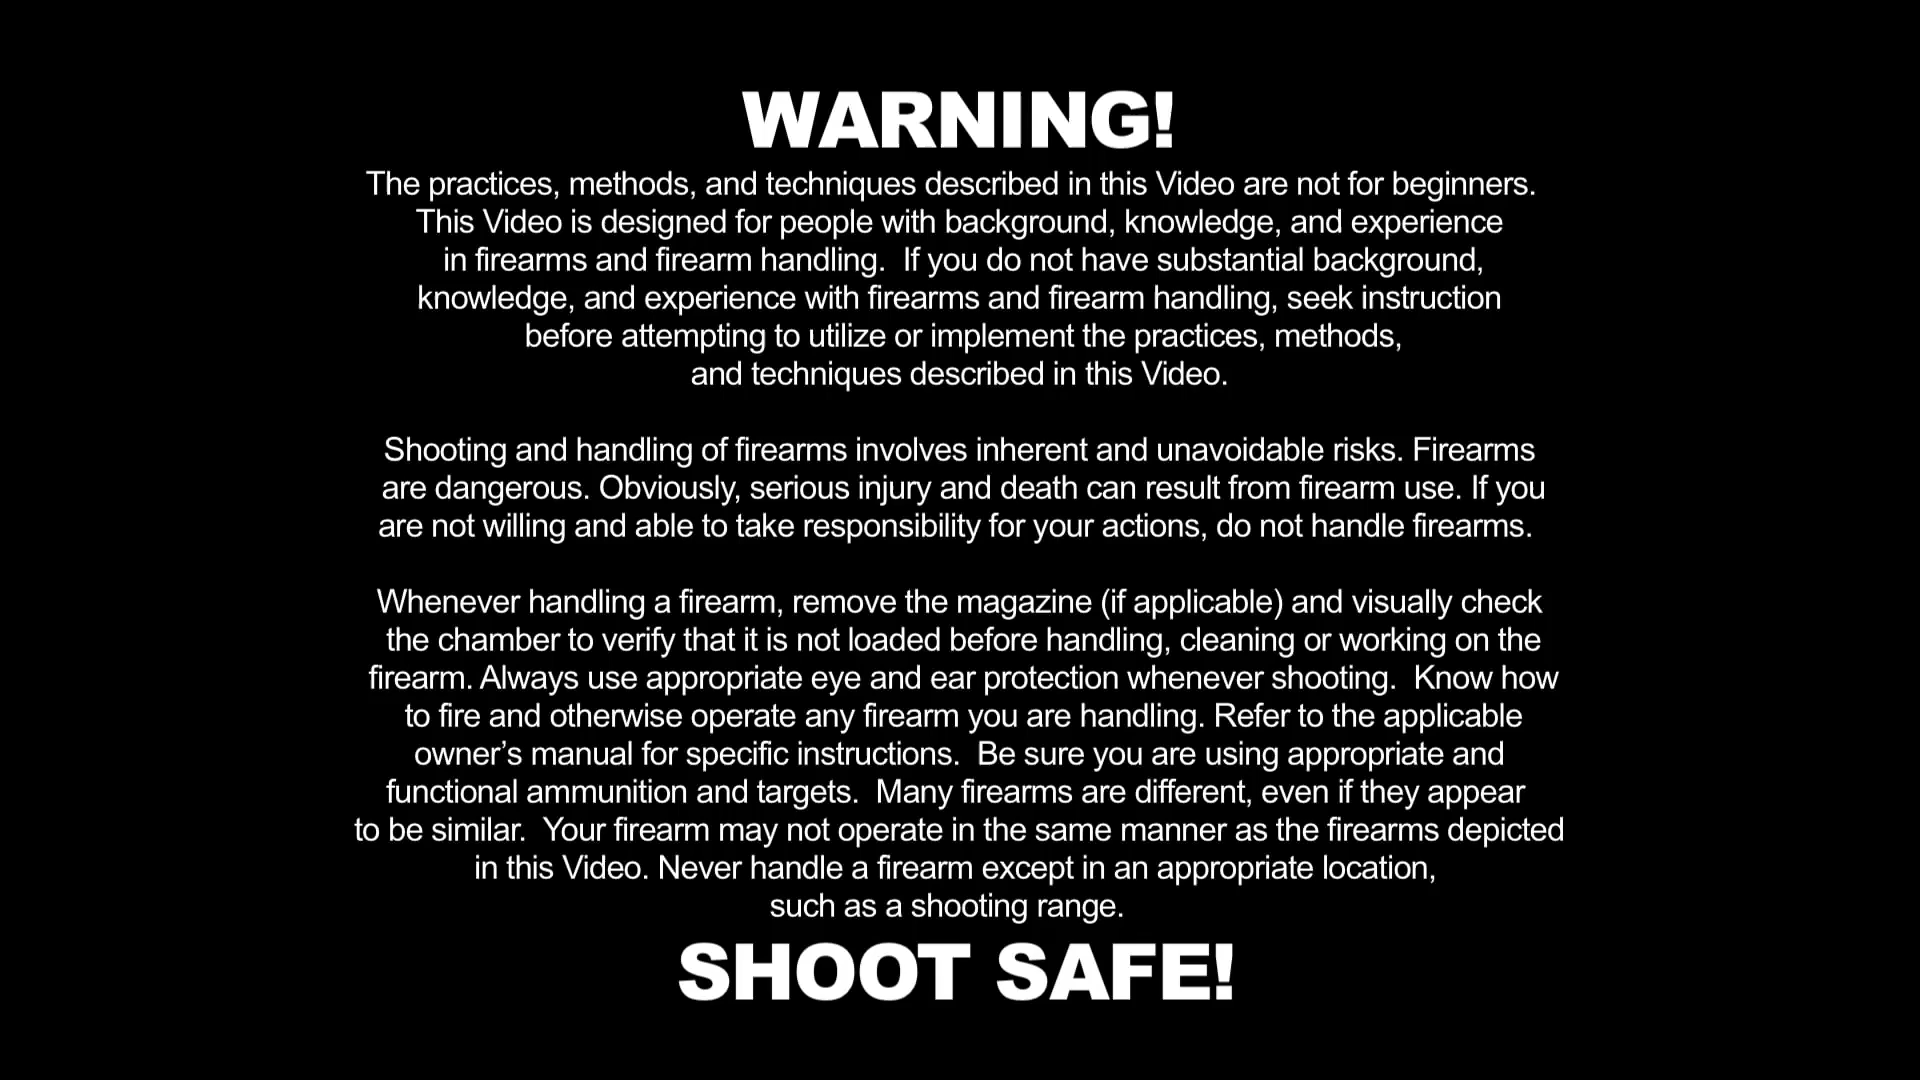 WARNING!
The practices, methods, and techniques described in this Video are not for beginners.
This Video is designed for people with background, knowledge, and experience
in firearms and firearm handling.  If you do not have substantial background,
knowledge, and experience with firearms and firearm handling, seek instruction
before attempting to utilize or implement the practices, methods,
and techniques described in this Video.
Shooting and handling of firearms involves inherent and unavoidable risks. Firearms
are dangerous. Obviously, serious injury and death can result from firearm use. If you
are not willing and able to take responsibility for your actions, do not handle firearms.
Whenever handling a firearm, remove the magazine (if applicable) and visually check
the chamber to verify that it is not loaded before handling, cleaning or working on the
firearm. Always use appropriate eye and ear protection whenever shooting.  Know how
to fire and otherwise operate any firearm you are handling. Refer to the applicable
owner’s manual for specific instructions.  Be sure you are using appropriate and
functional ammunition and targets.  Many firearms are different, even if they appear
to be similar.  Your firearm may not operate in the same manner as the firearms depicted
in this Video. Never handle a firearm except in an appropriate location,
such as a shooting range.
SHOOT SAFE!